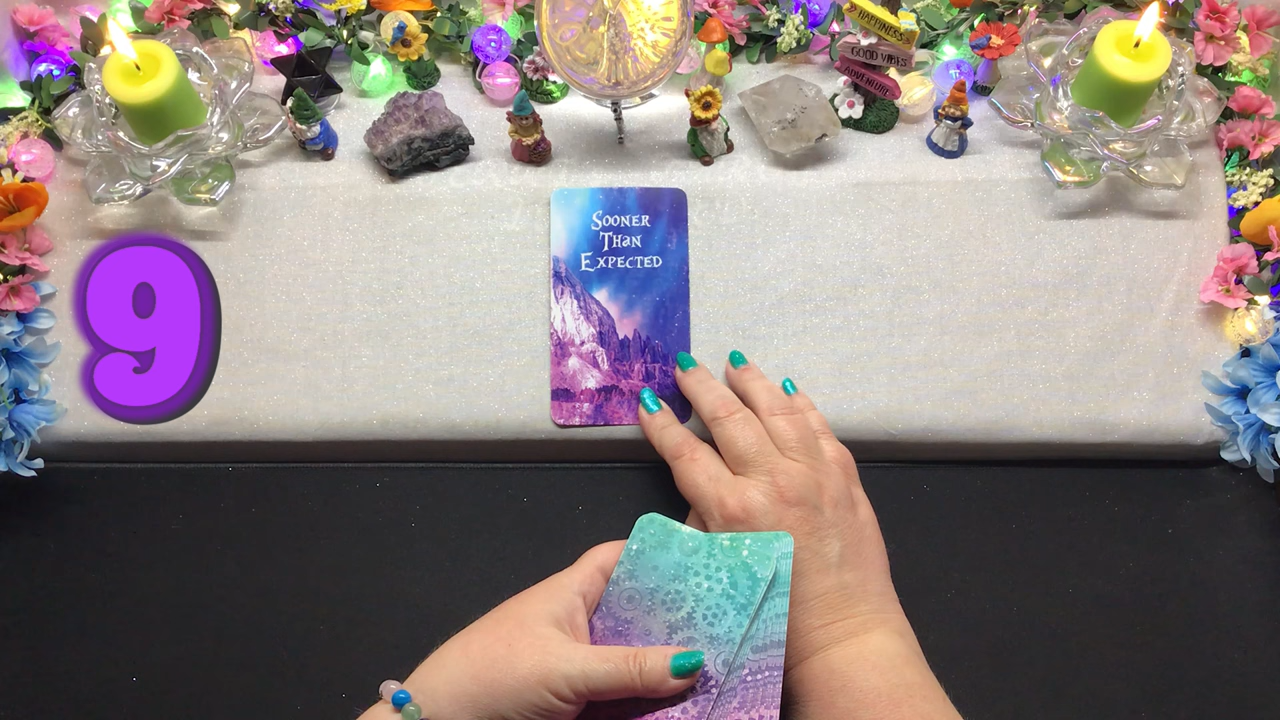 HAPPINESS
GOOD VIBES
ADVENTURE
Sooner
Than
Expected
9